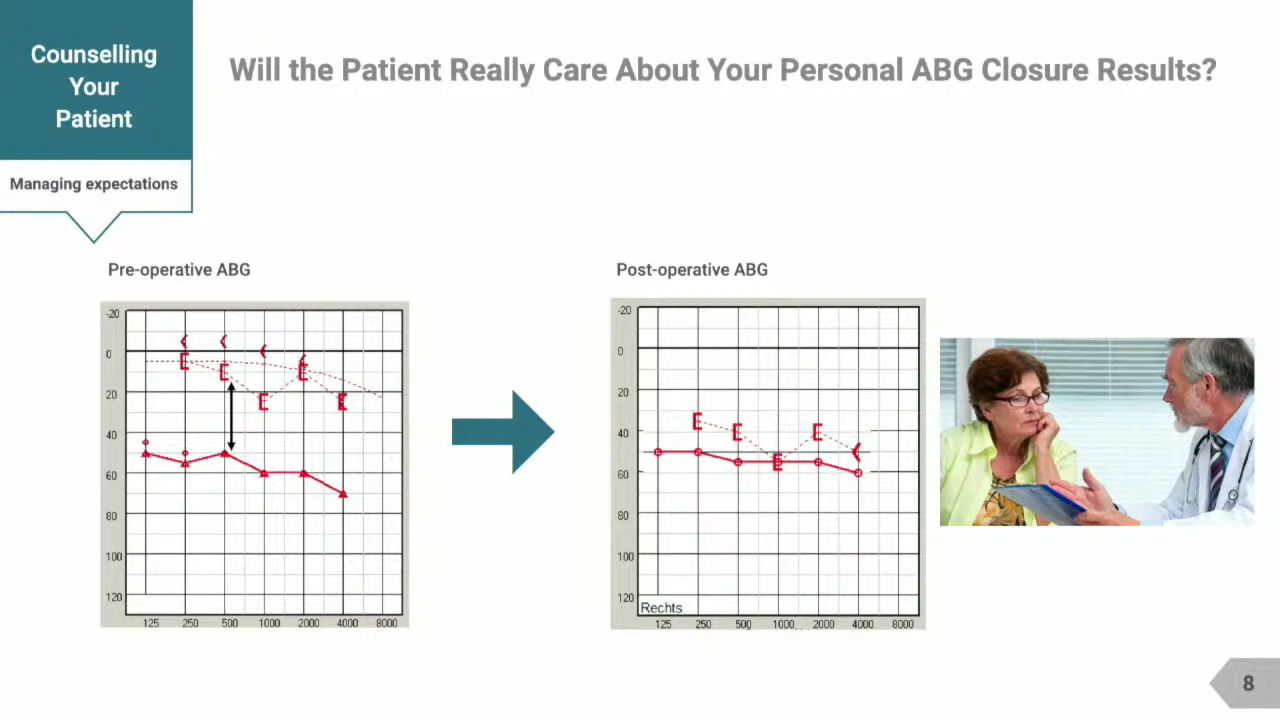 Counselling
Your
Patient
Managing expectations
Will the Patient Really Care About Your Personal ABG Closure Results?
Pre-operative ABG
-20
0
20
40
60
80
100
120
125 250 500 1000 2000 4000 8000
Post-operative ABG
-20
0
20
40
60
80
100
120
Rechts
125 250 500 1000 2000 4000 8000
8